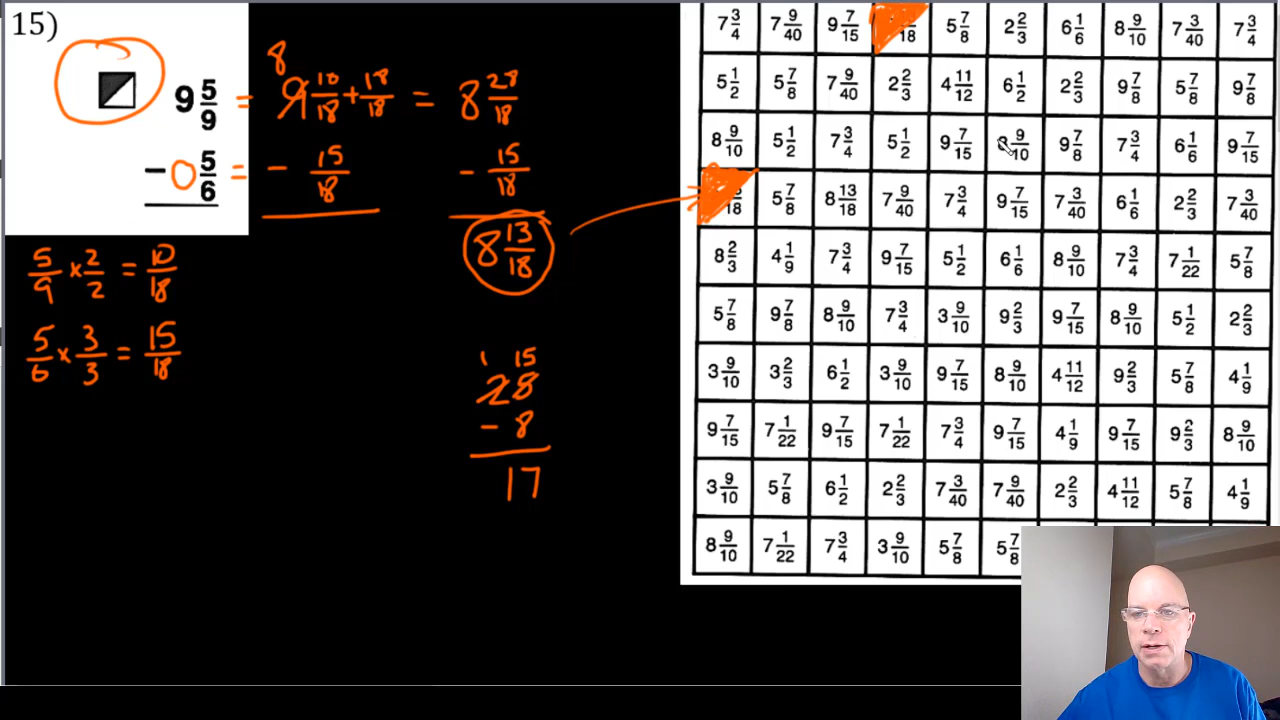 15)
8
9 5/9 = 9 10/18 + 18/18 = 8 28/18
- 0 5/6 = - 15/18 - 15/18
8 13/18
5/9 × 2/2 = 10/18
5/6 × 3/3 = 15/18
1 15
28
- 8
17
7 3/4 7 9/40 9 7/15 18 5 7/8 2 2/3 6 1/6 8 9/10 7 3/40 7 3/4
5 1/2 5 7/8 7 9/40 2 2/3 4 11/12 6 1/2 2 2/3 9 7/8 5 7/8 9 7/8
8 9/10 5 1/2 7 3/4 5 1/2 9 7/15 8 9/10 9 7/8 7 3/4 6 1/6 9 7/15
18 5 7/8 8 13/18 7 9/40 7 3/4 9 7/15 7 3/40 6 1/6 2 2/3 7 3/40
8 2/3 4 1/9 7 3/4 9 7/15 5 1/2 6 1/6 8 9/10 7 3/4 7 1/22 5 7/8
5 7/8 9 7/8 8 9/10 7 3/4 3 9/10 9 2/3 9 7/15 8 9/10 5 1/2 2 2/3
3 9/10 3 2/3 6 1/2 3 9/10 9 7/15 8 9/10 4 11/12 9 2/3 5 7/8 4 1/9
9 7/15 7 1/22 9 7/15 7 1/22 7 3/4 9 7/15 4 1/9 9 7/15 9 2/3 8 9/10
3 9/10 5 7/8 6 1/2 2 2/3 7 3/40 7 9/40 2 2/3 4 11/12 5 7/8 4 1/9
8 9/10 7 1/22 7 3/4 3 9/10 5 7/8 5 7/8